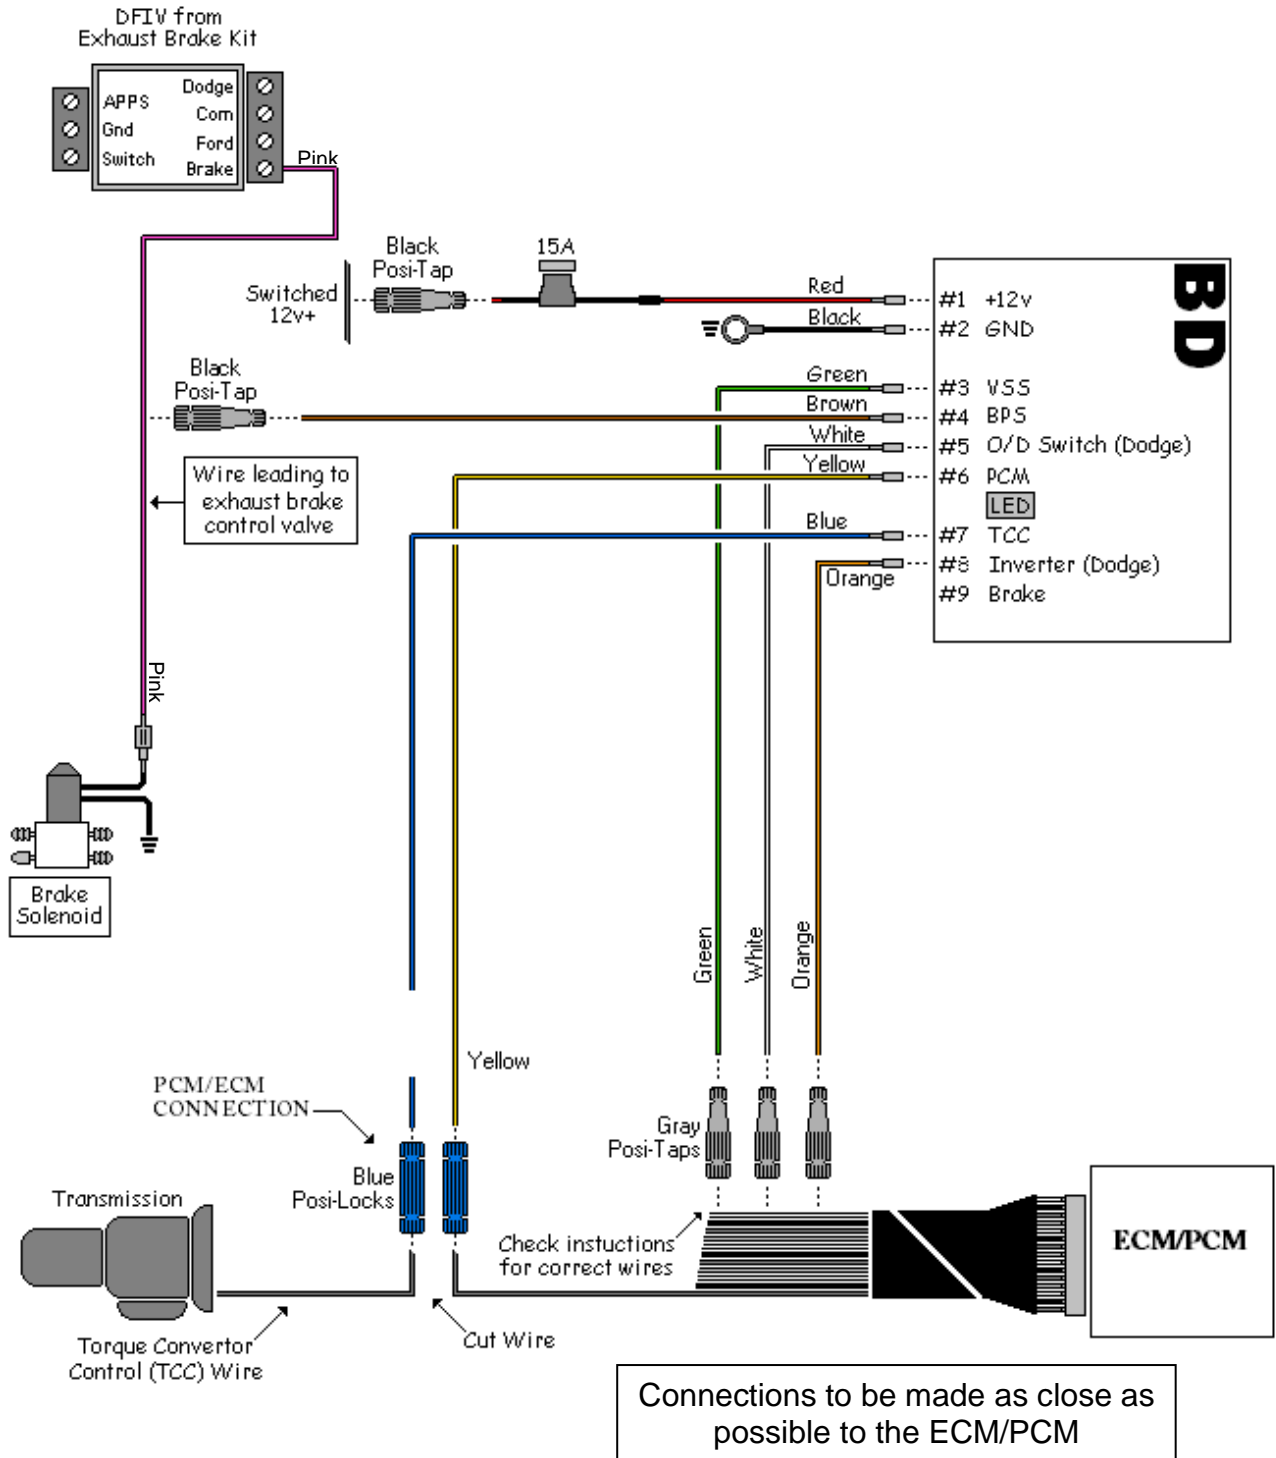 DFIV from
Exhaust Brake Kit
APPS
Gnd
Switch
Dodge
Com
Ford
Brake
Pink
Black
Posi-Tap
15A
Switched
12v+
Red
Black
BD
#1 +12v
#2 GND
Black
Posi-Tap
Green
Brown
White
Yellow
#3 VSS
#4 BPS
#5 O/D Switch (Dodge)
#6 PCM
LED
Wire leading to
exhaust brake
control valve
Blue
Orange
#7 TCC
#8 Inverter (Dodge)
#9 Brake
Pink
Brake
Solenoid
Green
White
Orange
Yellow
PCM/ECM
CONNECTION
Gray
Posi-Taps
Blue
Posi-Locks
Transmission
Check instuctions
for correct wires
ECM/PCM
Torque Convertor
Control (TCC) Wire
Cut Wire
Connections to be made as close as
possible to the ECM/PCM